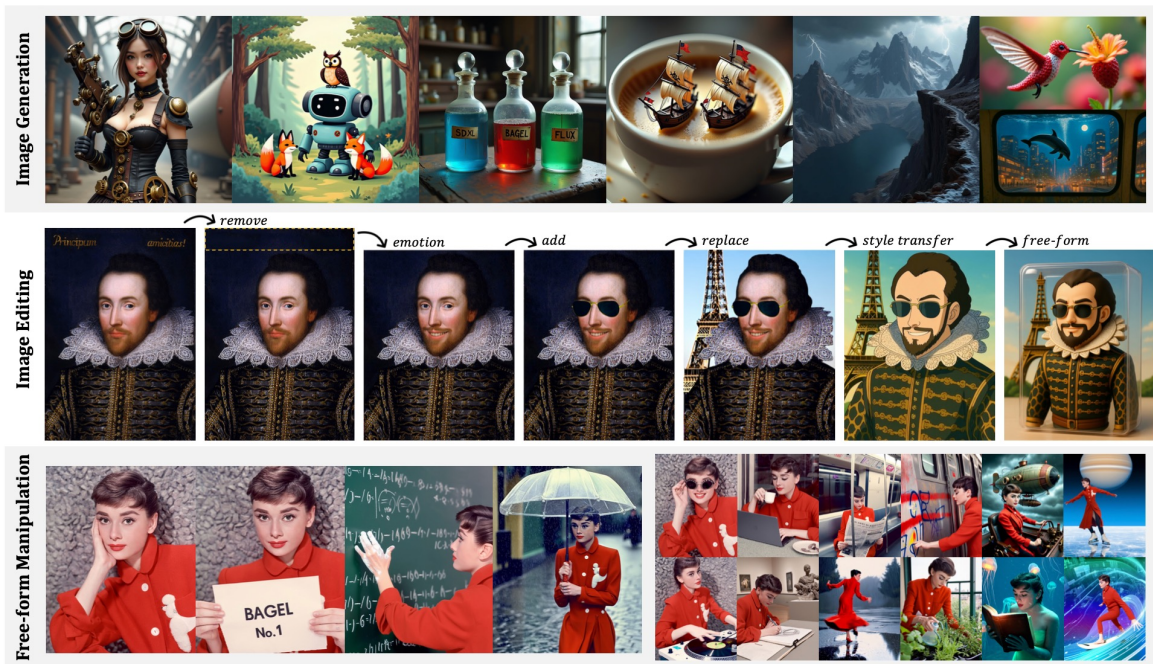 Image Generation
SDXL
BAGEL
FLUX
Image Editing
remove
emotion
add
replace
style transfer
free-form
Principum
amicitias!
Free-form Manipulation
BAGEL
No.1